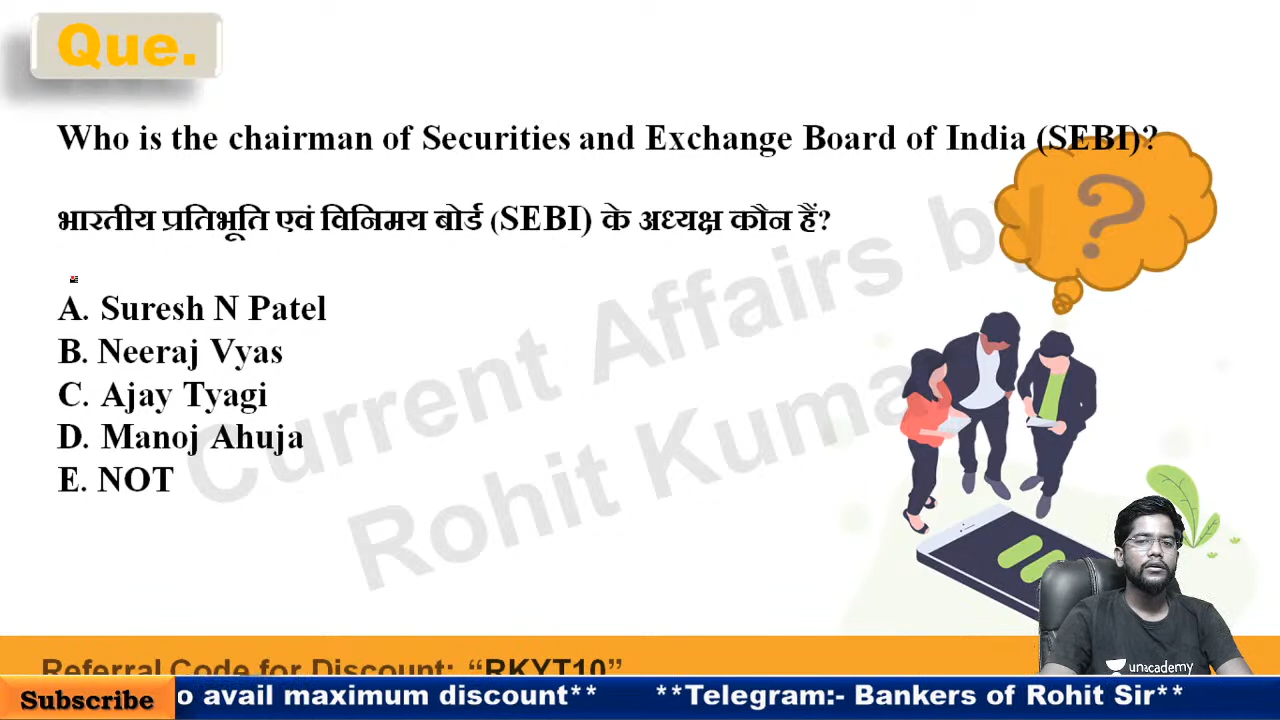 Que.
Who is the chairman of Securities and Exchange Board of India (SEBI)?
भारतीय प्रतिभूति एवं विनिमय बोर्ड (SEBI) के अध्यक्ष कौन हैं?
A. Suresh N Patel
B. Neeraj Vyas
C. Ajay Tyagi
D. Manoj Ahuja
E. NOT
Current Affairs by
Rohit Kumar
unacademy
Referral Code for Discount: “RKYT10”
Subscribe
o avail maximum discount** **Telegram:- Bankers of Rohit Sir**